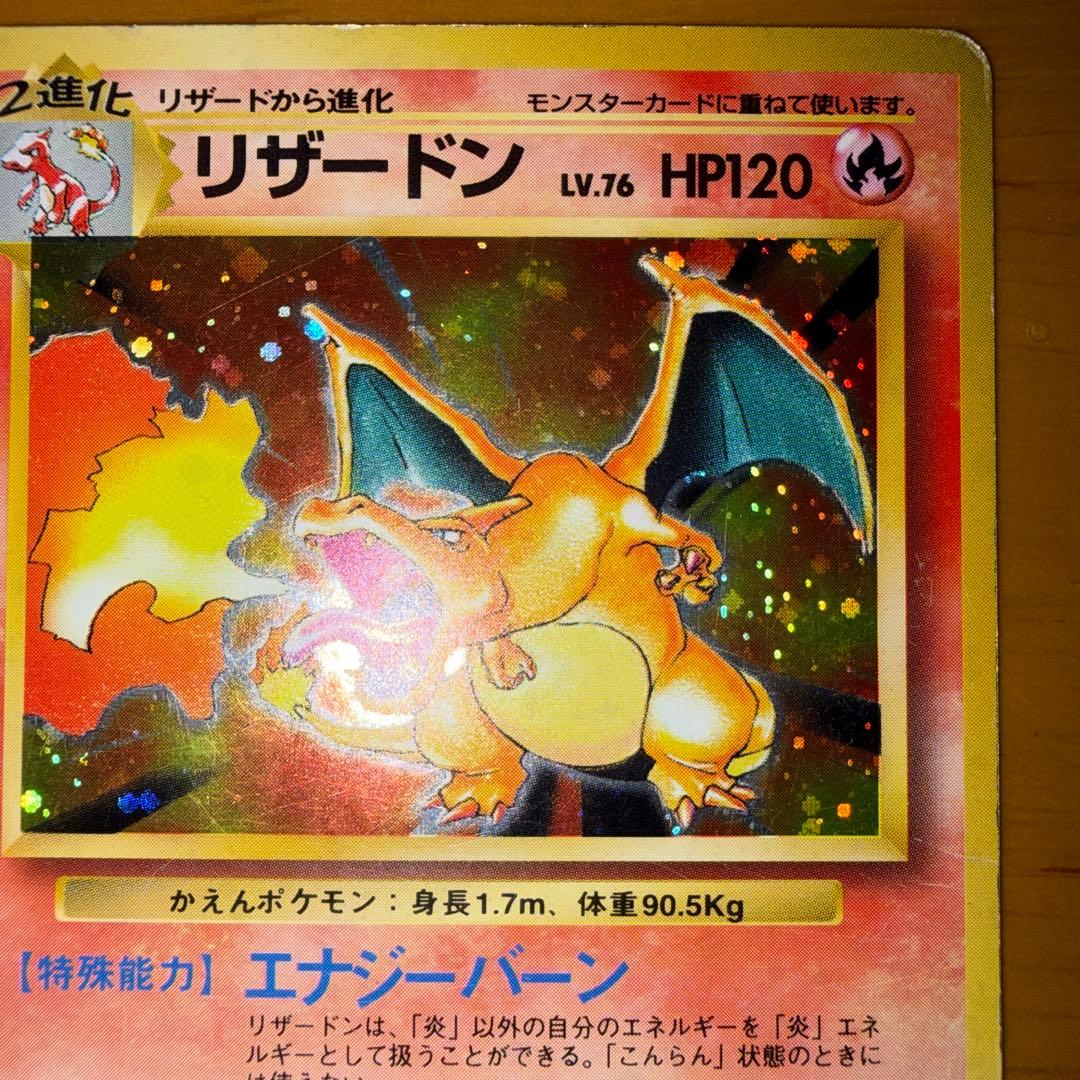 2進化 リザードから進化 モンスターカードに重ねて使います。
リザードン LV.76 HP120
かえんポケモン：身長1.7m、体重90.5Kg
【特殊能力】 エナジーバーン
リザードンは、「炎」以外の自分のエネルギーを「炎」エネ
ルギーとして扱うことができる。「こんらん」状態のときに
は使えない